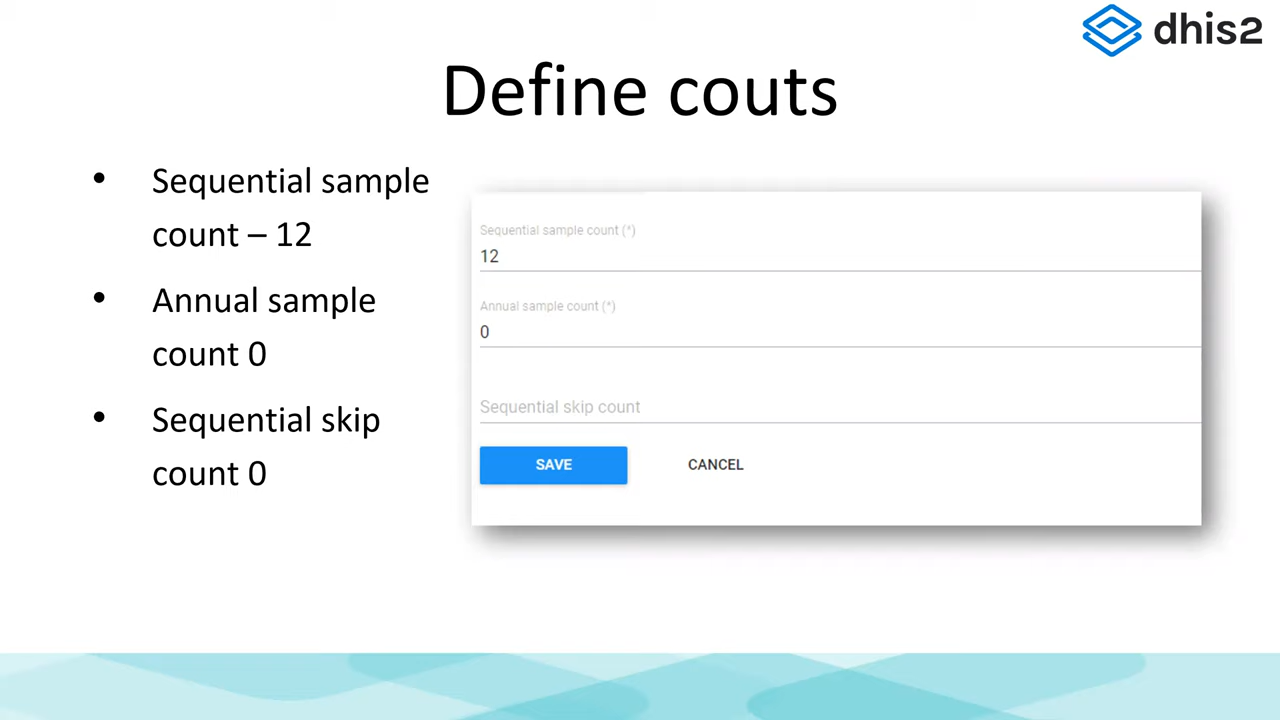 dhis2
Define couts
• Sequential sample
count – 12
• Annual sample
count 0
• Sequential skip
count 0
Sequential sample count (*)
12
Annual sample count (*)
0
Sequential skip count
SAVE CANCEL